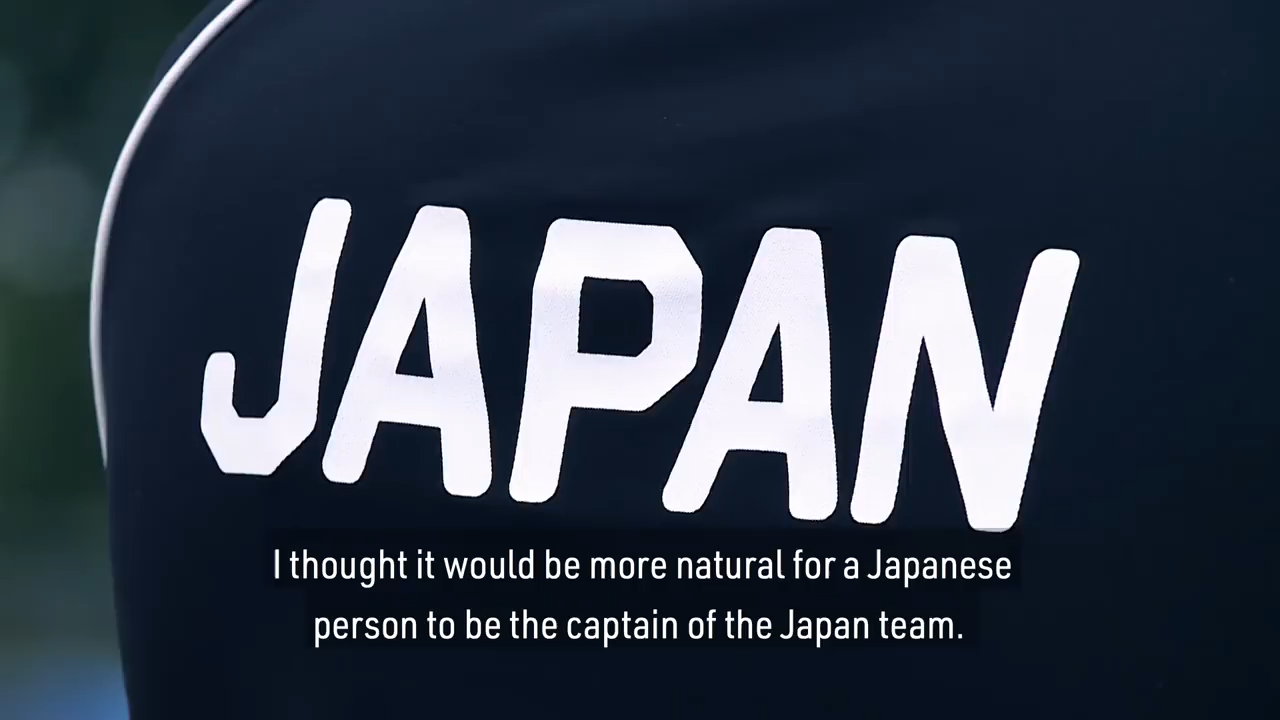 JAPAN
I thought it would be more natural for a Japanese
person to be the captain of the Japan team.